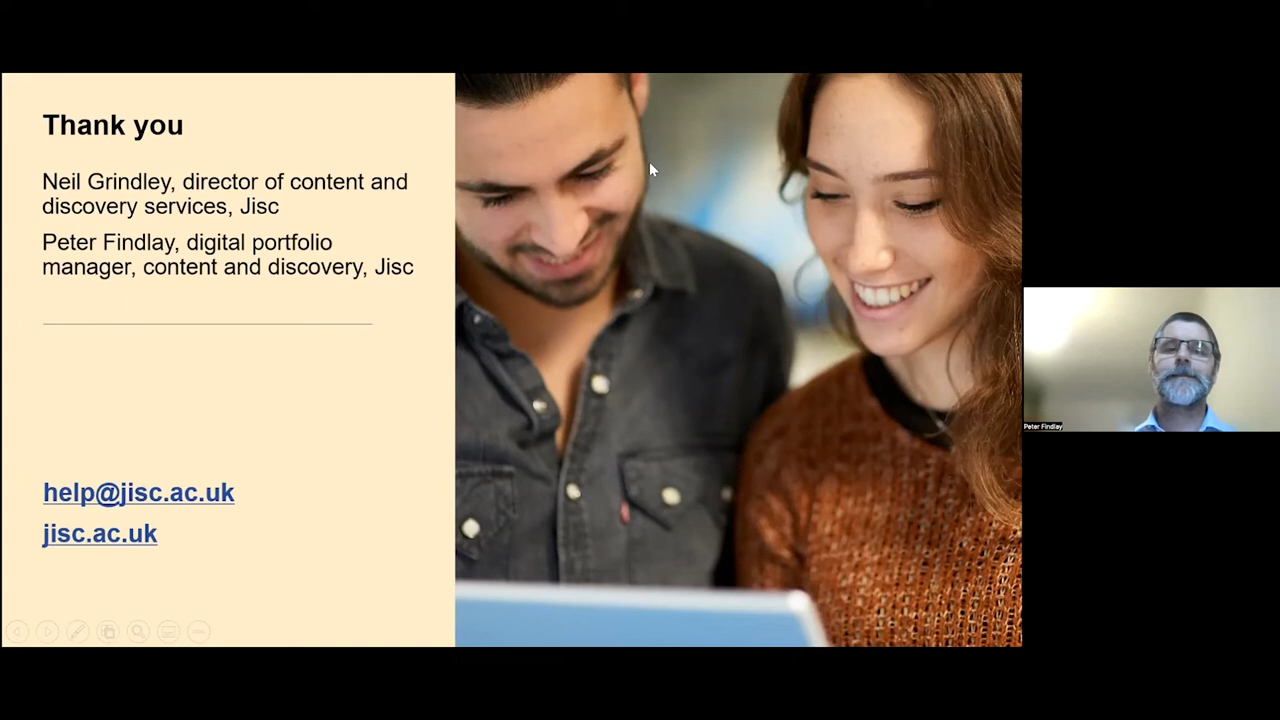 Thank you
Neil Grindley, director of content and
discovery services, Jisc
Peter Findlay, digital portfolio
manager, content and discovery, Jisc
help@jisc.ac.uk
jisc.ac.uk
Peter Findlay